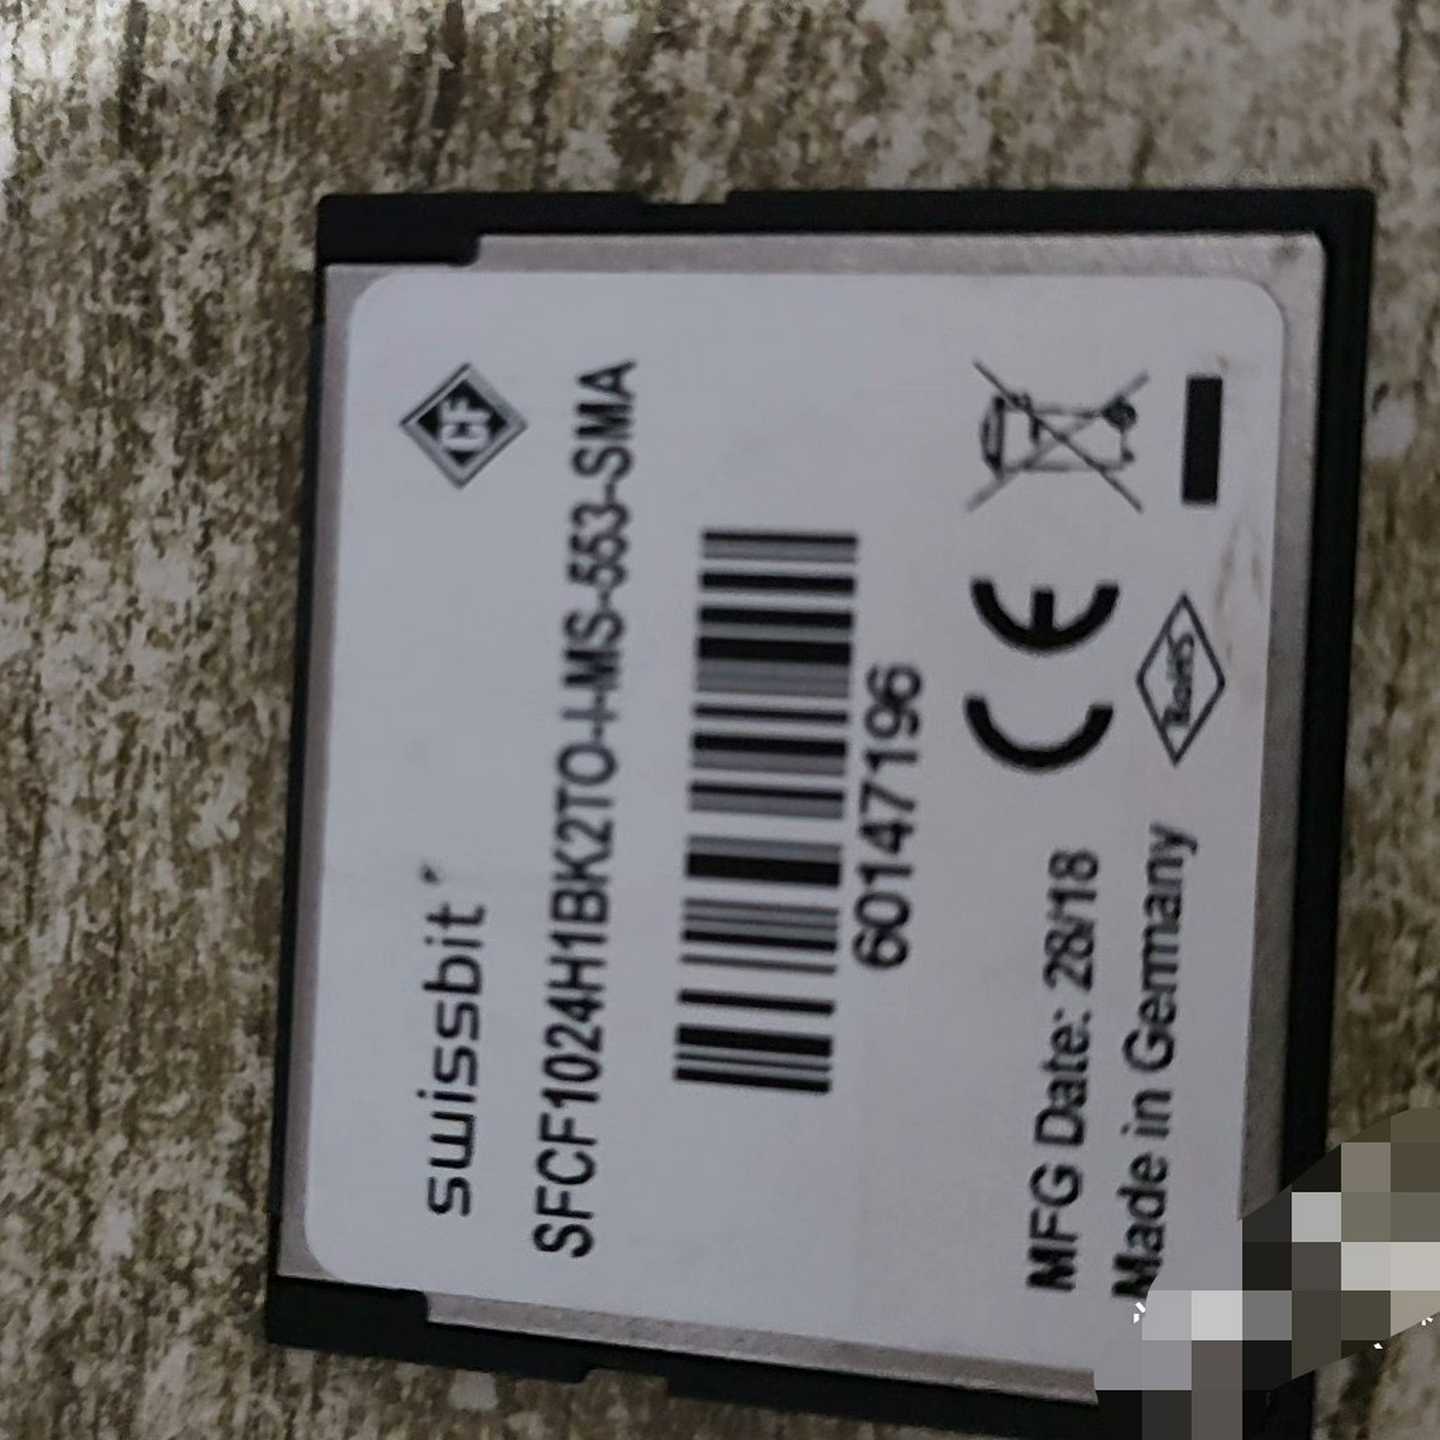 swissbit
CF
SFCF1024H1BK2TO-I-MS-553-SMA
60147196
CE
MFG Date: 28/18
RoHS
Made in Germany